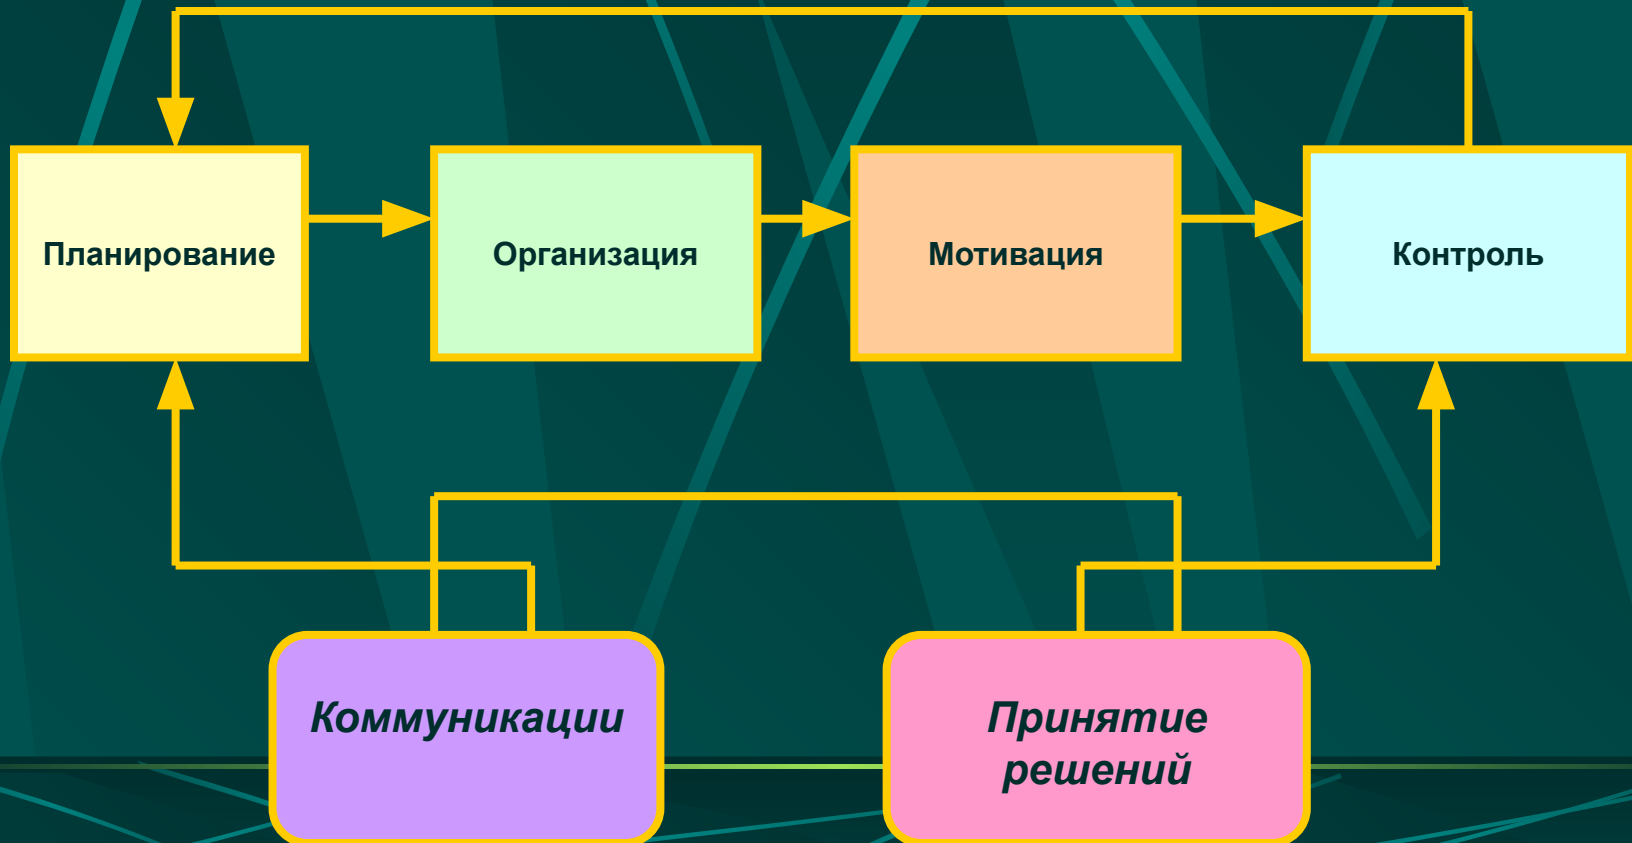 Планирование
Организация
Мотивация
Контроль
Коммуникации
Принятие
решений